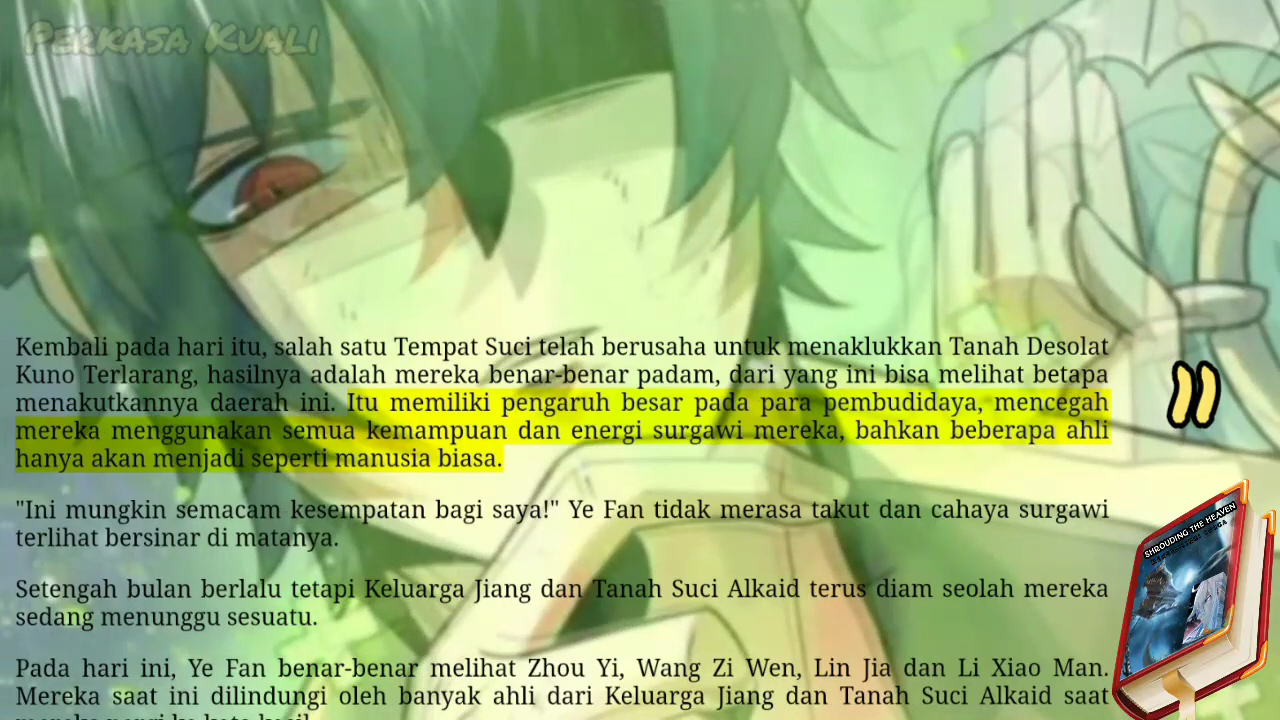 Perkasa Kuali
Kembali pada hari itu, salah satu Tempat Suci telah berusaha untuk menaklukkan Tanah Desolat
Kuno Terlarang, hasilnya adalah mereka benar-benar padam, dari yang ini bisa melihat betapa
menakutkannya daerah ini. Itu memiliki pengaruh besar pada para pembudidaya, mencegah
mereka menggunakan semua kemampuan dan energi surgawi mereka, bahkan beberapa ahli
hanya akan menjadi seperti manusia biasa.
"Ini mungkin semacam kesempatan bagi saya!" Ye Fan tidak merasa takut dan cahaya surgawi
terlihat bersinar di matanya.
Setengah bulan berlalu tetapi Keluarga Jiang dan Tanah Suci Alkaid terus diam seolah mereka
sedang menunggu sesuatu.
Pada hari ini, Ye Fan benar-benar melihat Zhou Yi, Wang Zi Wen, Lin Jia dan Li Xiao Man.
Mereka saat ini dilindungi oleh banyak ahli dari Keluarga Jiang dan Tanah Suci Alkaid saat
SHROUDING THE HEAVEN